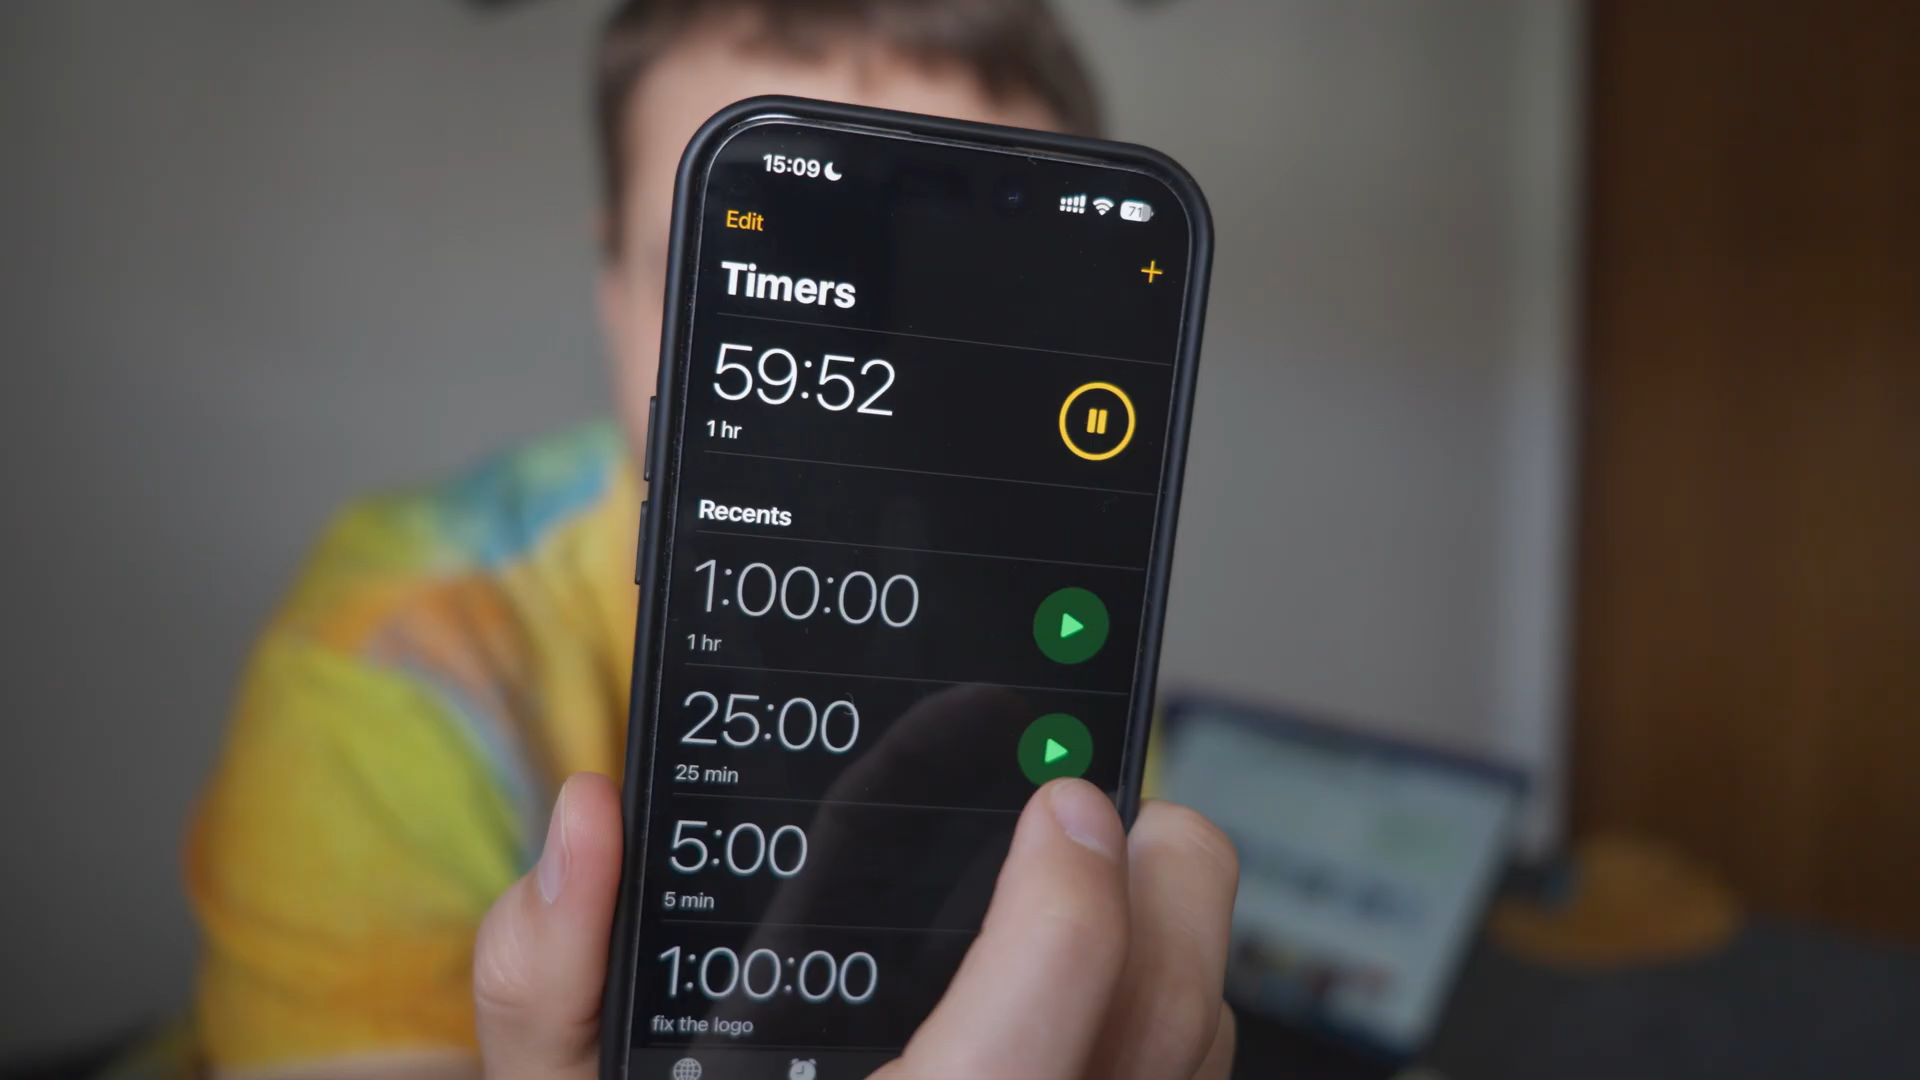 15:09
71
Edit
Timers
59:52
1 hr
Recents
1:00:00
1 hr
25:00
25 min
5:00
5 min
1:00:00
fix the logo